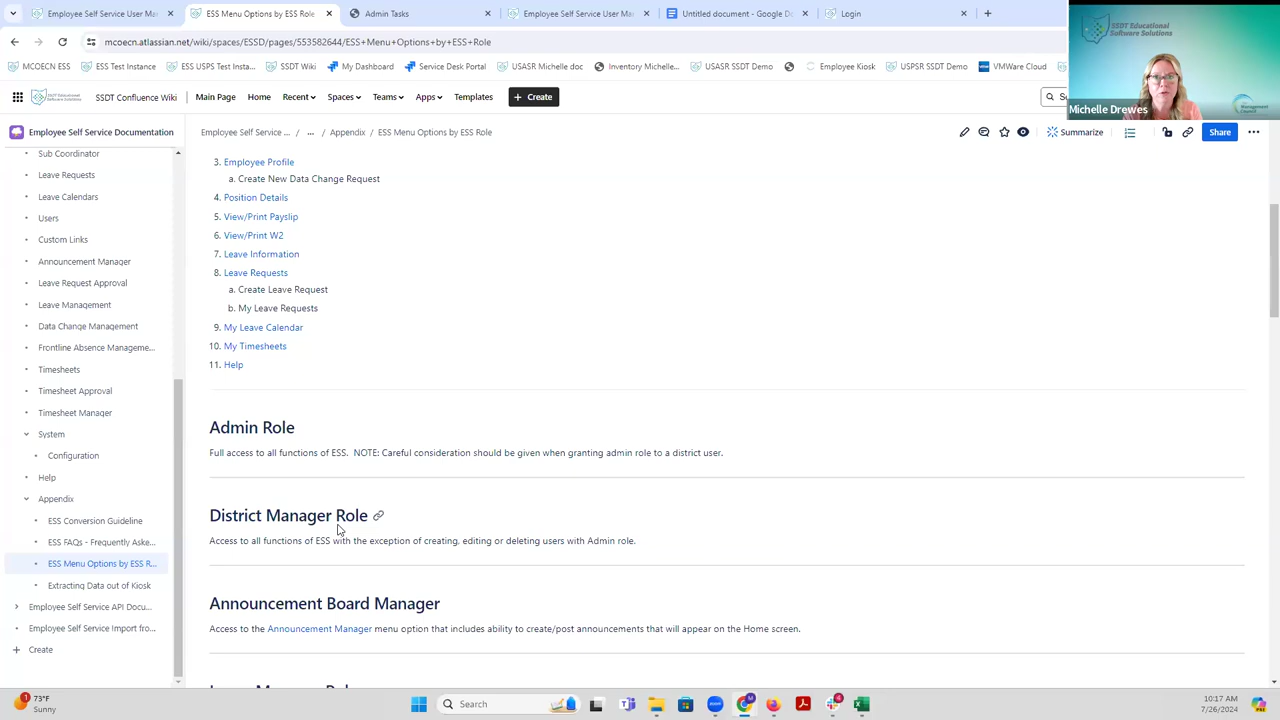 Employee Self Service User Man
ESS Menu Options by ESS Role
Admin Tasks
Employee Self Service User Man
Untitled document - Google Do
Login
mcoecn.atlassian.net/wiki/spaces/ESSD/pages/553582644/ESS+Menu+Options+by+ESS+Role
MCOECN ESS
ESS Test Instance
ESS USPS Test Insta...
SSDT Wiki
My Dashboard
Service Desk Portal
USASR Michelle doc
Inventory Michelle...
USASR SSDT Demo
Employee Kiosk
USPSR SSDT Demo
VMWare Cloud
SSDT Educational
Software Solutions
Michelle Drewes
Management
Council
SSDT Confluence Wiki
Main Page
Home
Recent
Spaces
Teams
Apps
Templates
+ Create
Employee Self Service Documentation
Employee Self Service ... / ... / Appendix / ESS Menu Options by ESS Role
Summarize
Share
Sub Coordinator
Leave Requests
Leave Calendars
Users
Custom Links
Announcement Manager
Leave Request Approval
Leave Management
Data Change Management
Frontline Absence Manageme...
Timesheets
Timesheet Approval
Timesheet Manager
System
Configuration
Help
Appendix
ESS Conversion Guideline
ESS FAQs - Frequently Aske...
ESS Menu Options by ESS R...
Extracting Data out of Kiosk
Employee Self Service API Docu...
Employee Self Service Import fro...
Create
3. Employee Profile
a. Create New Data Change Request
4. Position Details
5. View/Print Payslip
6. View/Print W2
7. Leave Information
8. Leave Requests
a. Create Leave Request
b. My Leave Requests
9. My Leave Calendar
10. My Timesheets
11. Help
Admin Role
Full access to all functions of ESS. NOTE: Careful consideration should be given when granting admin role to a district user.
District Manager Role
Access to all functions of ESS with the exception of creating, editing or deleting users with Admin role.
Announcement Board Manager
Access to the Announcement Manager menu option that includes ability to create/post announcements that will appear on the Home screen.
73°F
Sunny
Search
10:17 AM
7/26/2024